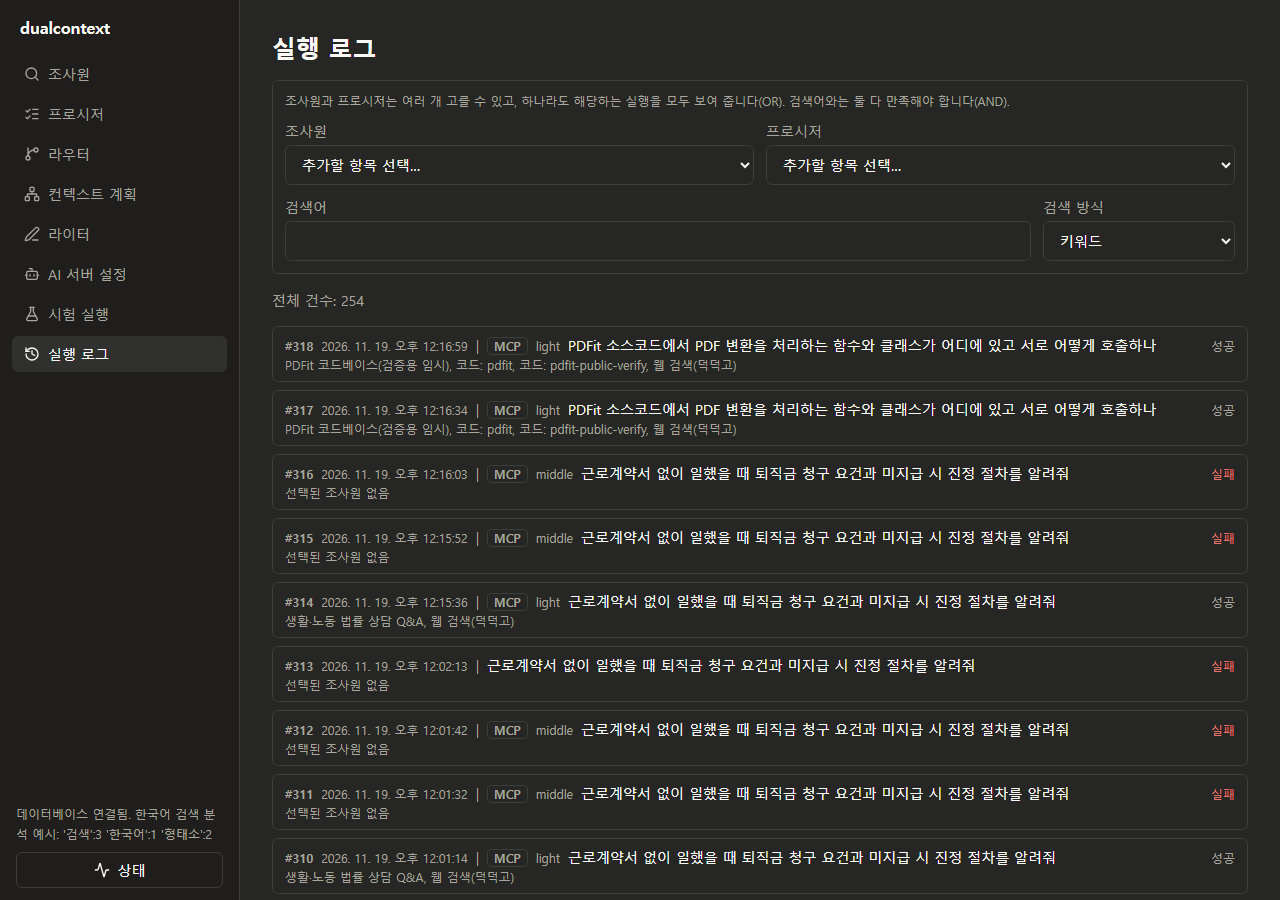 dualcontext
조사원
프로시저
라우터
컨텍스트 계획
라이터
AI 서버 설정
시험 실행
실행 로그
데이터베이스 연결됨. 한국어 검색 분
석 예시: '검색':3 '한국어':1 '형태소':2
상태
실행 로그
조사원과 프로시저는 여러 개 고를 수 있고, 하나라도 해당하는 실행을 모두 보여 줍니다(OR). 검색어와는 둘 다 만족해야 합니다(AND).
조사원 프로시저
추가할 항목 선택... 추가할 항목 선택...
검색어 검색 방식
키워드
전체 건수: 254
#318 2026. 11. 19. 오후 12:16:59 | MCP light PDFit 소스코드에서 PDF 변환을 처리하는 함수와 클래스가 어디에 있고 서로 어떻게 호출하나 성공
PDFit 코드베이스(검증용 임시), 코드: pdfit, 코드: pdfit-public-verify, 웹 검색(덕덕고)
#317 2026. 11. 19. 오후 12:16:34 | MCP light PDFit 소스코드에서 PDF 변환을 처리하는 함수와 클래스가 어디에 있고 서로 어떻게 호출하나 성공
PDFit 코드베이스(검증용 임시), 코드: pdfit, 코드: pdfit-public-verify, 웹 검색(덕덕고)
#316 2026. 11. 19. 오후 12:16:03 | MCP middle 근로계약서 없이 일했을 때 퇴직금 청구 요건과 미지급 시 진정 절차를 알려줘 실패
선택된 조사원 없음
#315 2026. 11. 19. 오후 12:15:52 | MCP middle 근로계약서 없이 일했을 때 퇴직금 청구 요건과 미지급 시 진정 절차를 알려줘 실패
선택된 조사원 없음
#314 2026. 11. 19. 오후 12:15:36 | MCP light 근로계약서 없이 일했을 때 퇴직금 청구 요건과 미지급 시 진정 절차를 알려줘 성공
생활·노동 법률 상담 Q&A, 웹 검색(덕덕고)
#313 2026. 11. 19. 오후 12:02:13 | 근로계약서 없이 일했을 때 퇴직금 청구 요건과 미지급 시 진정 절차를 알려줘 실패
선택된 조사원 없음
#312 2026. 11. 19. 오후 12:01:42 | MCP middle 근로계약서 없이 일했을 때 퇴직금 청구 요건과 미지급 시 진정 절차를 알려줘 실패
선택된 조사원 없음
#311 2026. 11. 19. 오후 12:01:32 | MCP middle 근로계약서 없이 일했을 때 퇴직금 청구 요건과 미지급 시 진정 절차를 알려줘 실패
선택된 조사원 없음
#310 2026. 11. 19. 오후 12:01:14 | MCP light 근로계약서 없이 일했을 때 퇴직금 청구 요건과 미지급 시 진정 절차를 알려줘 성공
생활·노동 법률 상담 Q&A, 웹 검색(덕덕고)